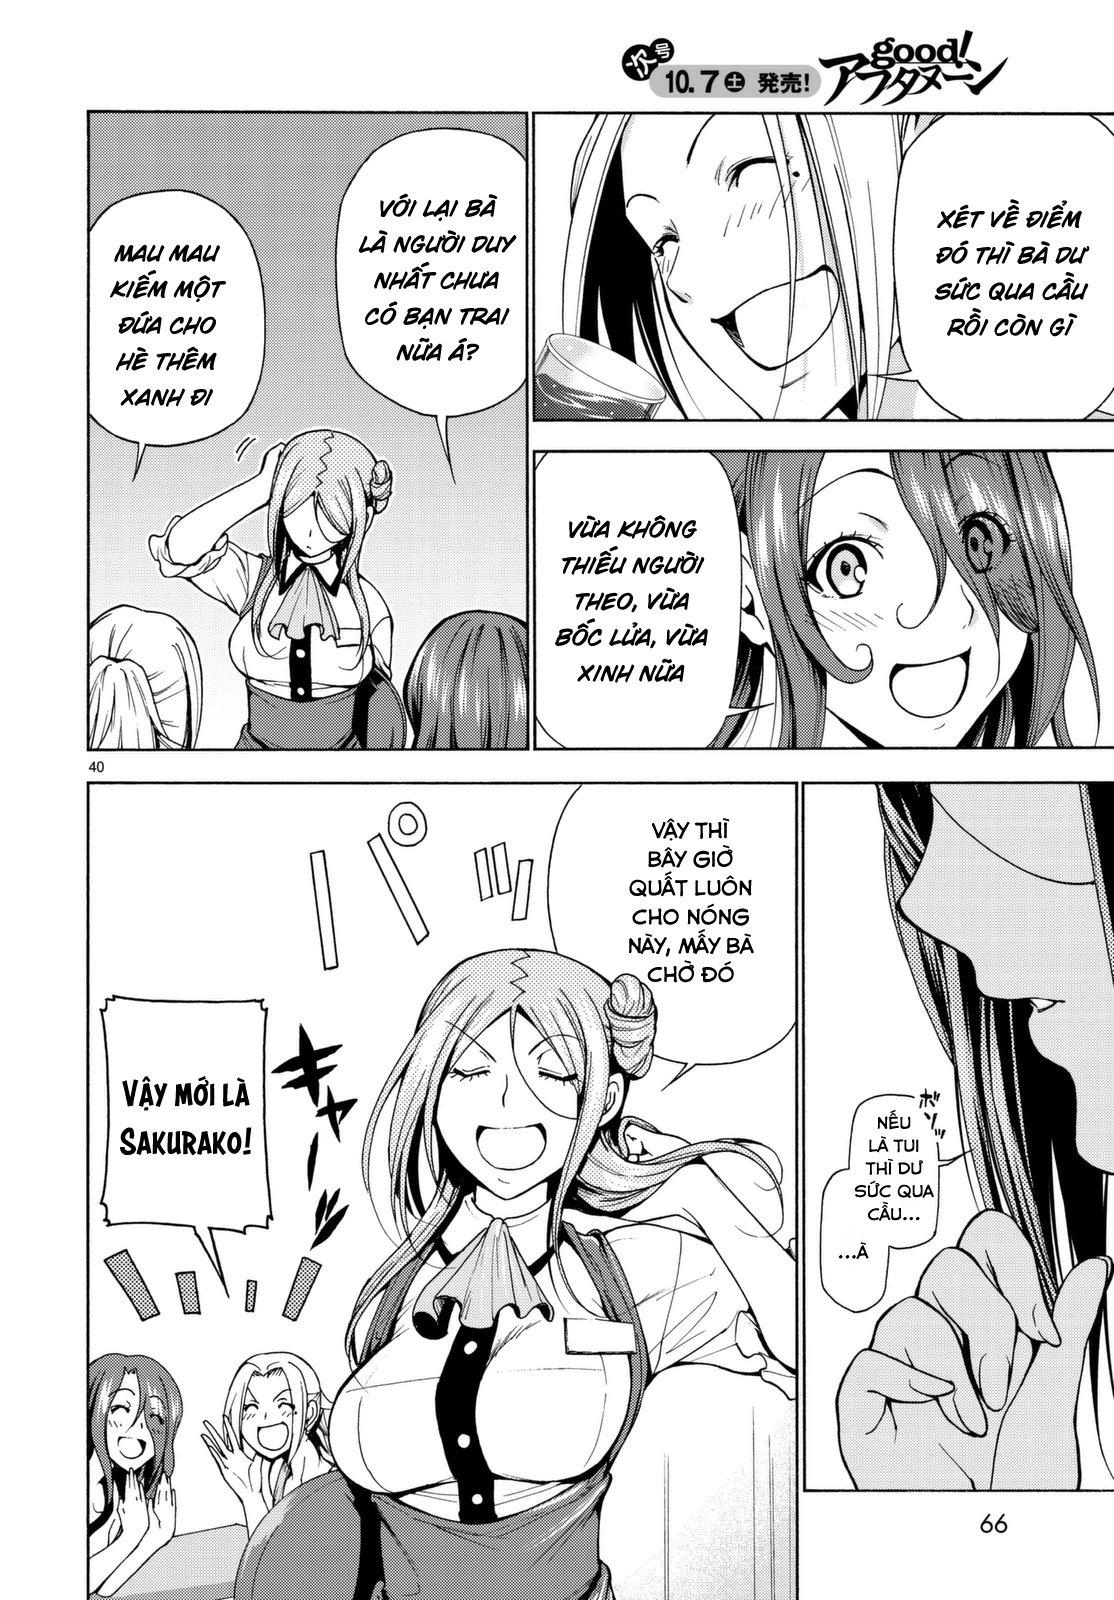 good!
アフタヌーン
次号
10.7土 発売!
XÉT VỀ ĐIỂM
ĐÓ THÌ BÀ DƯ
SỨC QUA CẦU
RỒI CÒN GÌ
VỪA KHÔNG
THIẾU NGƯỜI
THEO, VỪA
BỐC LỬA, VỪA
XINH NỮA
VỚI LẠI BÀ
LÀ NGƯỜI DUY
NHẤT CHƯA
CÓ BẠN TRAI
NỮA Á?
MAU MAU
KIẾM MỘT
ĐỨA CHO
HÈ THÊM
XANH ĐI
40
ボソッ
NẾU
LÀ TUI
THÌ DƯ
SỨC QUA
CẦU...
...À
VẬY THÌ
BÂY GIỜ
QUẤT LUÔN
CHO NÓNG
NÀY, MẤY BÀ
CHỜ ĐÓ
キャー
VẬY MỚI LÀ
SAKURAKO!
66